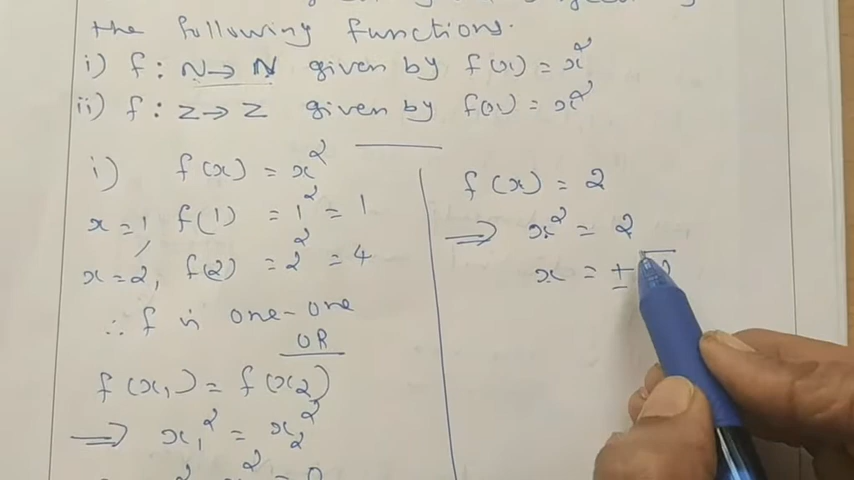 the following functions.
i) f : N → N given by f(x) = x²
ii) f : Z → Z given by f(x) = x²
i) f(x) = x²
x = 1, f(1) = 1² = 1
x = 2, f(2) = 2² = 4
∴ f is one-one
OR
f(x₁) = f(x₂)
⟹ x₁² = x₂²
f(x) = 2
⟹ x² = 2
x = ±√2